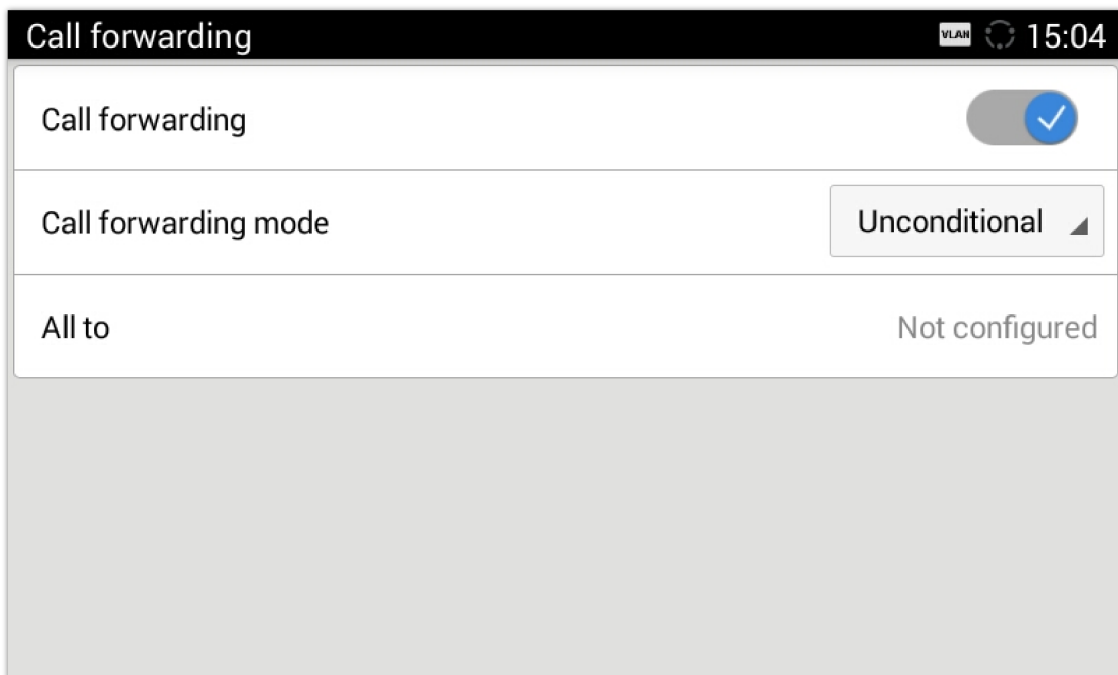 Call forwarding VLAN 15:04
Call forwarding
Call forwarding mode Unconditional
All to Not configured